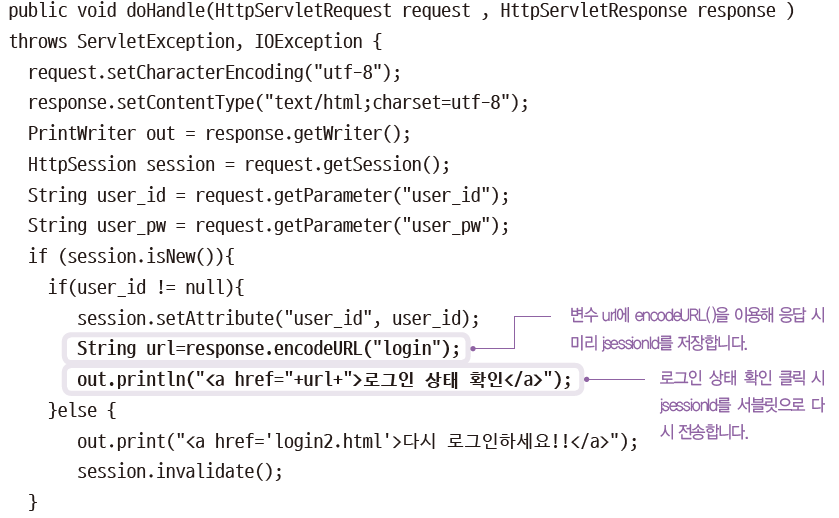 public void doHandle(HttpServletRequest request , HttpServletResponse response )
throws ServletException, IOException {
request.setCharacterEncoding("utf-8");
response.setContentType("text/html;charset=utf-8");
PrintWriter out = response.getWriter();
HttpSession session = request.getSession();
String user_id = request.getParameter("user_id");
String user_pw = request.getParameter("user_pw");
if (session.isNew()){
if(user_id != null){
session.setAttribute("user_id", user_id);
String url=response.encodeURL("login");
out.println("<a href="+url+">로그인 상태 확인</a>");
}else {
out.print("<a href='login2.html'>다시 로그인하세요!!</a>");
session.invalidate();
}
변수 url에 encodeURL()을 이용해 응답 시
미리 jsessionId를 저장합니다.
로그인 상태 확인 클릭 시
jsessionId를 서블릿으로 다
시 전송합니다.